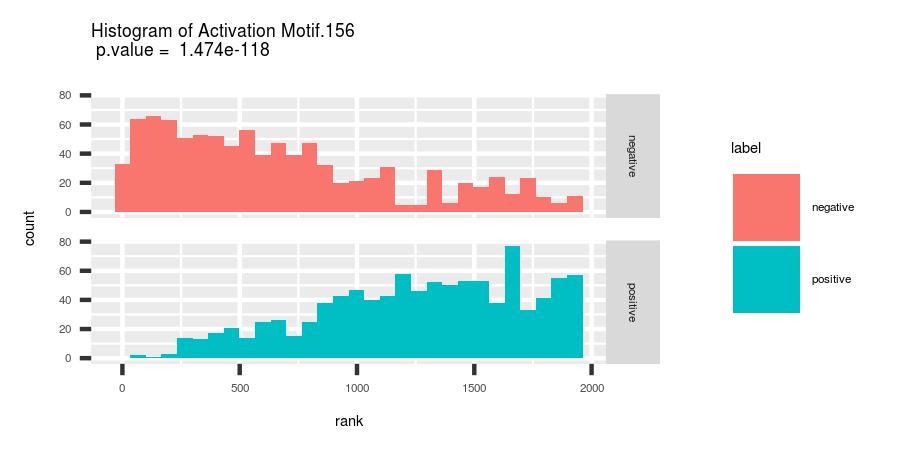 Histogram of Activation Motif.156
p.value = 1.474e-118
count
80
60
40
20
0
negative
80
60
40
20
0
positive
0 500 1000 1500 2000
rank
label
negative
positive